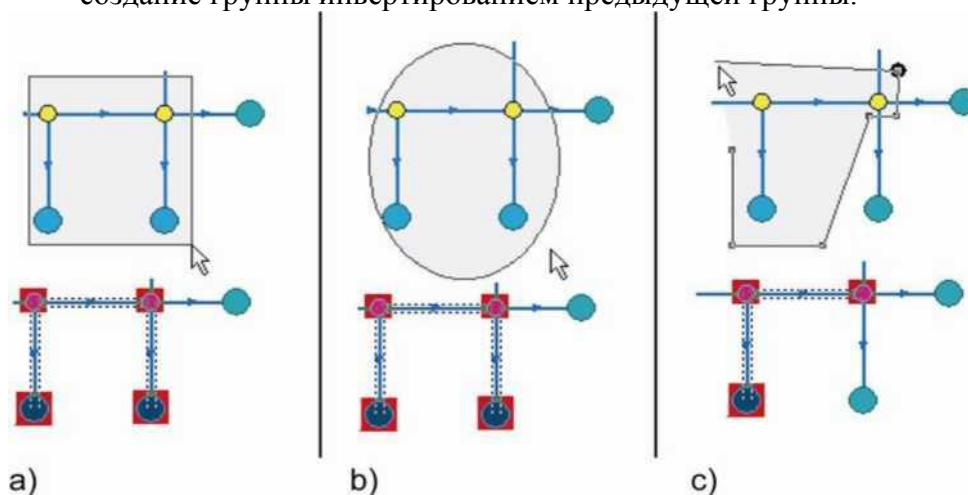 создание группы инвертированием предыдущей группы.
a) b) c)